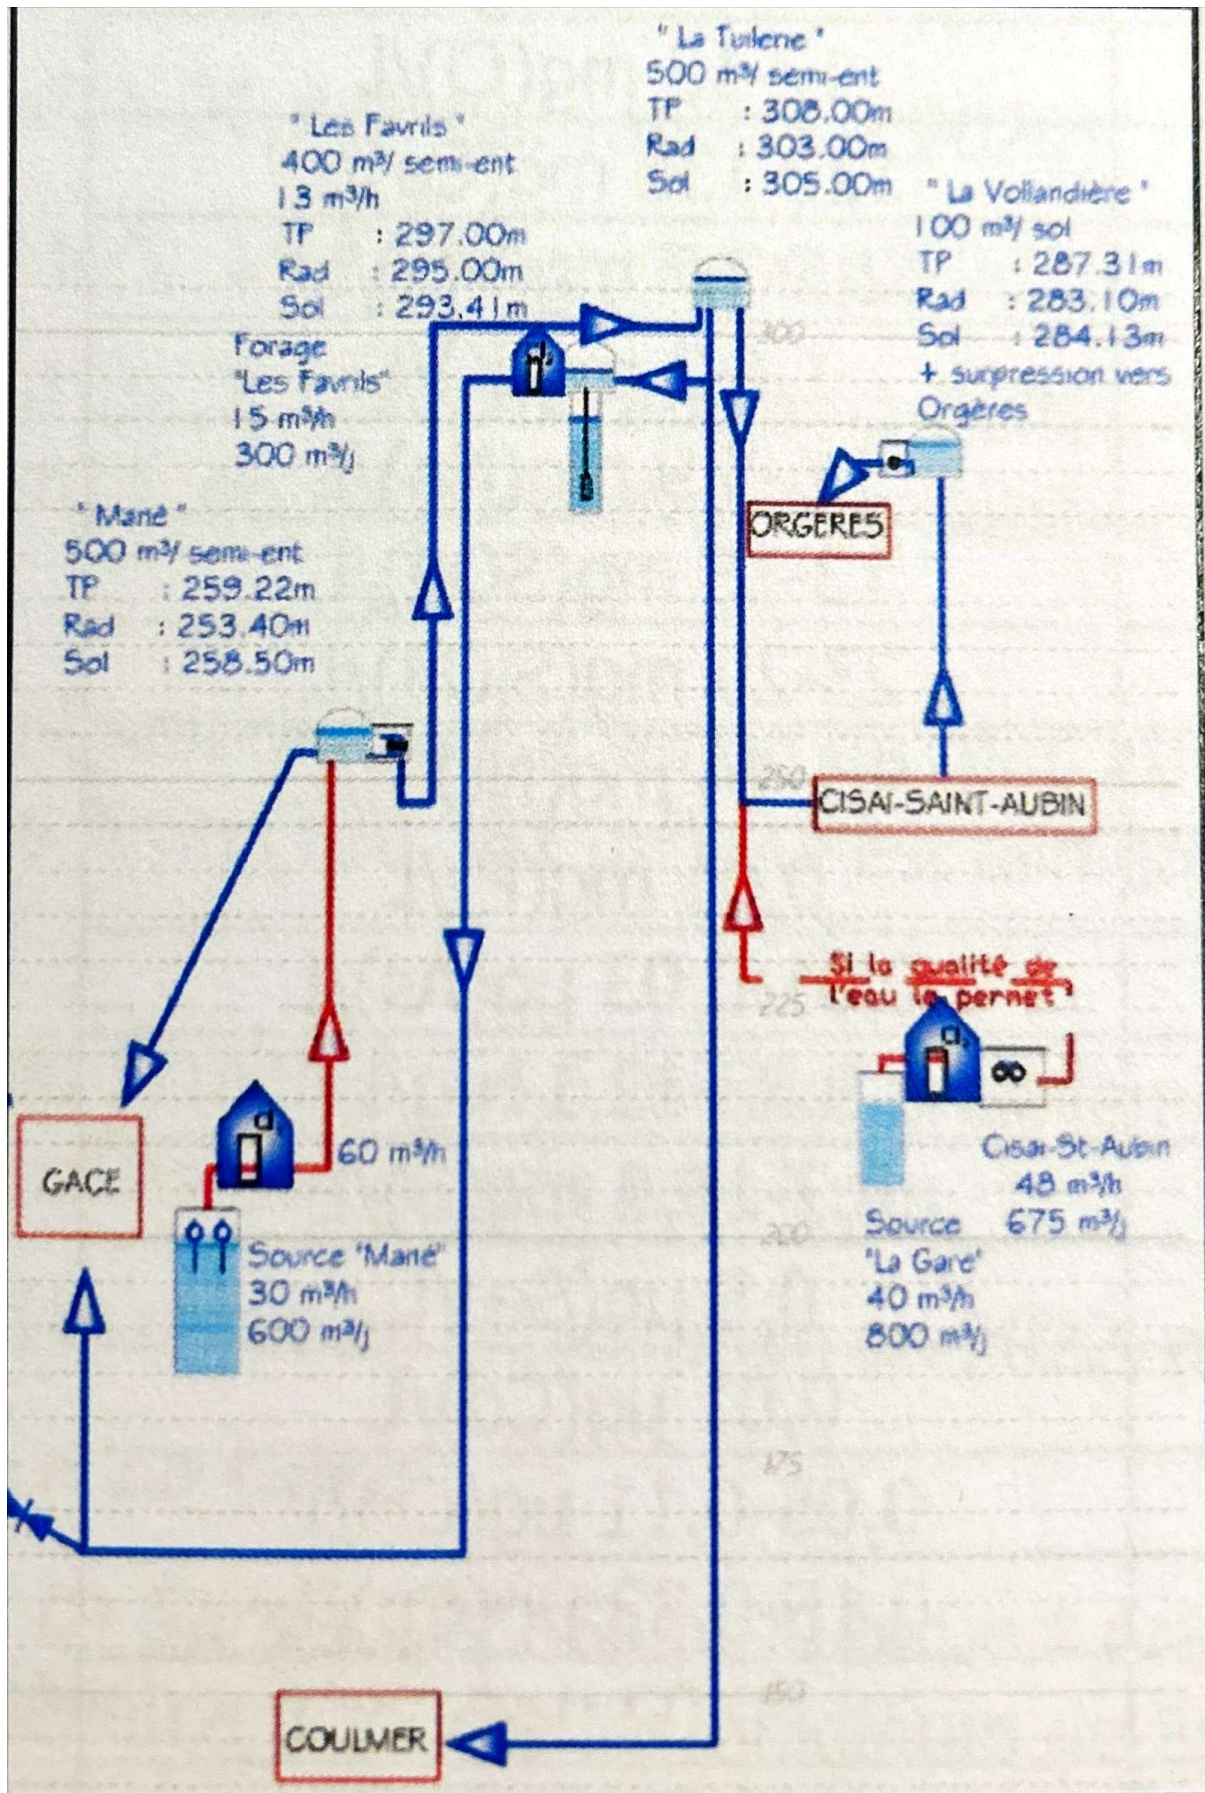 " La Tuilerie "
500 m³/ semi-ent
TP : 308.00m
Rad : 303.00m
Sol : 305.00m
" Les Favrils "
400 m³/ semi-ent
13 m³/h
TP : 297.00m
Rad : 295.00m
Sol : 293.41m
" La Vollandière "
100 m³/ sol
TP : 287.31m
Rad : 283.10m
Sol : 284.13m
+ surpression vers
Orgères
Forage
"Les Favrils"
15 m³/h
300 m³/j
300
ORGERES
" Mané "
500 m³/ semi-ent
TP : 259.22m
Rad : 253.40m
Sol : 258.50m
250
CISAI-SAINT-AUBIN
Si la qualité de
l'eau le permet
225
Cl₂
Cisai-St-Aubin
48 m³/h
675 m³/j
Source
"La Gare"
40 m³/h
800 m³/j
cl
60 m³/h
GACE
Source "Mané"
30 m³/h
600 m³/j
200
175
150
COULMER